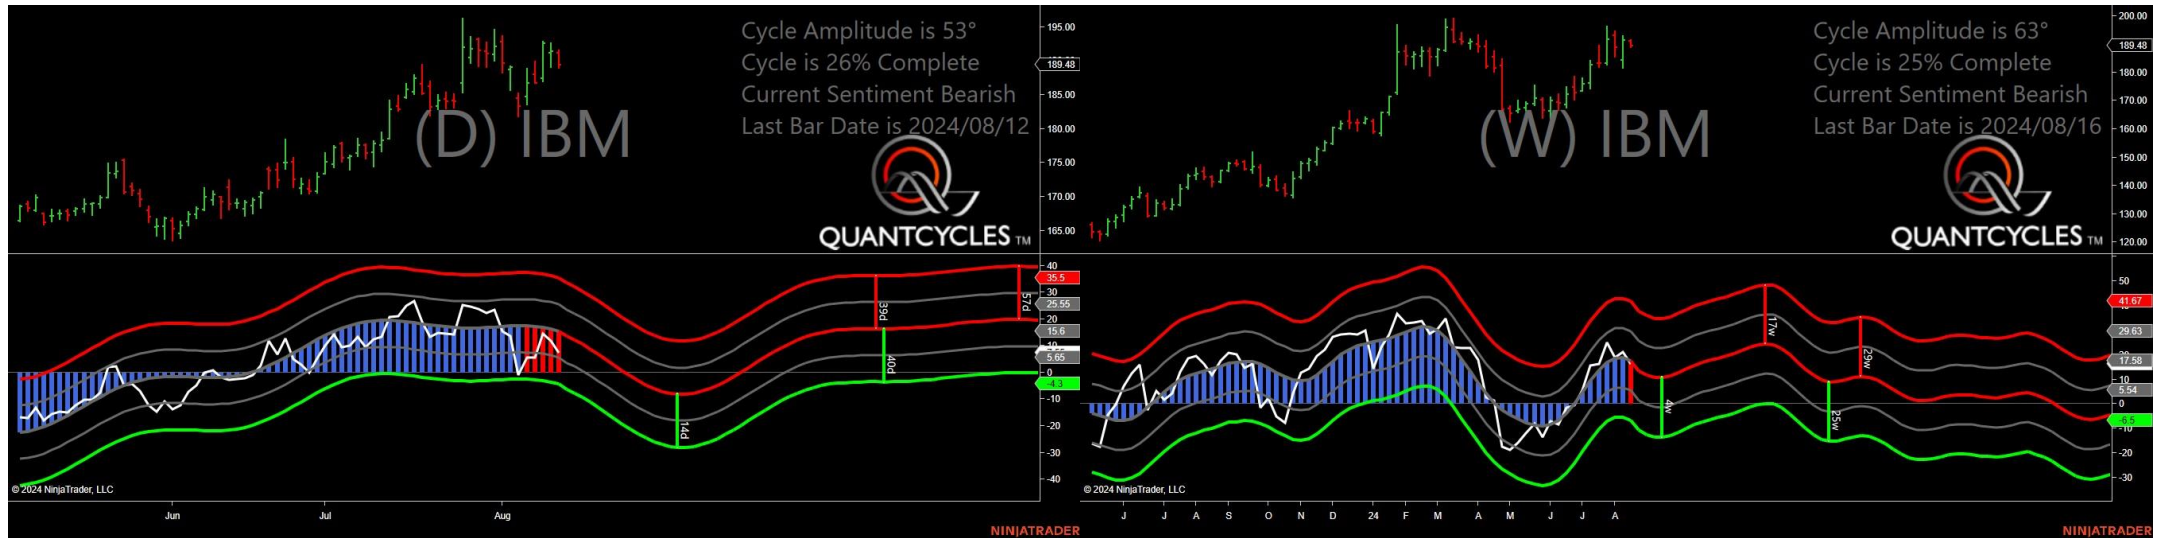 Cycle Amplitude is 53°
Cycle is 26% Complete
Current Sentiment Bearish
Last Bar Date is 2024/08/12
(D) IBM
QUANTCYCLES TM
195.00
189.48
185.00
180.00
175.00
170.00
165.00
40
35.5
30
25.55
20
15.6
10
5.65
0
-4.3
-10
-20
-30
-40
14d
39d
40d
57d
© 2024 NinjaTrader, LLC
Jun
Jul
Aug
NINJATRADER
Cycle Amplitude is 63°
Cycle is 25% Complete
Current Sentiment Bearish
Last Bar Date is 2024/08/16
(W) IBM
QUANTCYCLES TM
200.00
189.48
180.00
170.00
160.00
150.00
140.00
130.00
120.00
50
41.67
29.63
17.58
10
5.54
0
-6.5
-10
-20
-30
4w
17w
25w
29w
© 2024 NinjaTrader, LLC
J
J
A
S
O
N
D
24
F
M
A
M
J
J
A
NINJATRADER